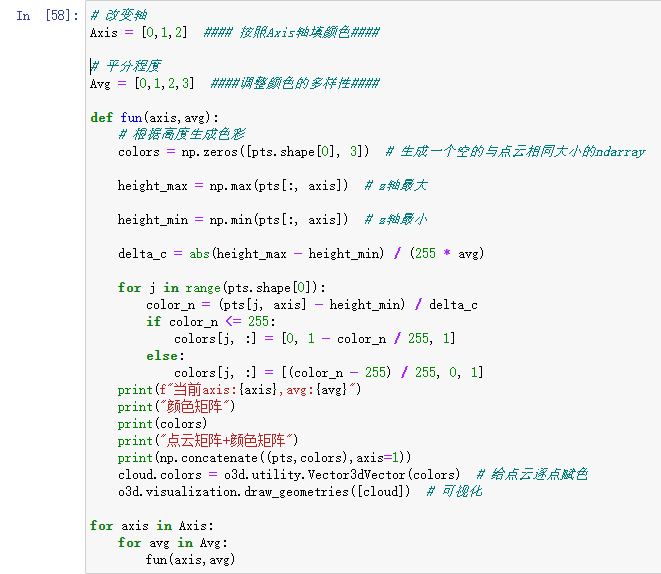 In [58]:
# 改变轴
Axis = [0,1,2]  #### 按照Axis轴填颜色####
# 平分程度
Avg = [0,1,2,3]  ####调整颜色的多样性####
def fun(axis,avg):
    # 根据高度生成色彩
    colors = np.zeros([pts.shape[0], 3])  # 生成一个空的与点云相同大小的ndarray
    height_max = np.max(pts[:, axis])  # z轴最大
    height_min = np.min(pts[:, axis])  # z轴最小
    delta_c = abs(height_max - height_min) / (255 * avg)
    for j in range(pts.shape[0]):
        color_n = (pts[j, axis] - height_min) / delta_c
        if color_n <= 255:
            colors[j, :] = [0, 1 - color_n / 255, 1]
        else:
            colors[j, :] = [(color_n - 255) / 255, 0, 1]
    print(f"当前axis:{axis},avg:{avg}")
    print("颜色矩阵")
    print(colors)
    print("点云矩阵+颜色矩阵")
    print(np.concatenate((pts,colors),axis=1))
    cloud.colors = o3d.utility.Vector3dVector(colors)  # 给点云逐点赋色
    o3d.visualization.draw_geometries([cloud])  # 可视化
for axis in Axis:
    for avg in Avg:
        fun(axis,avg)